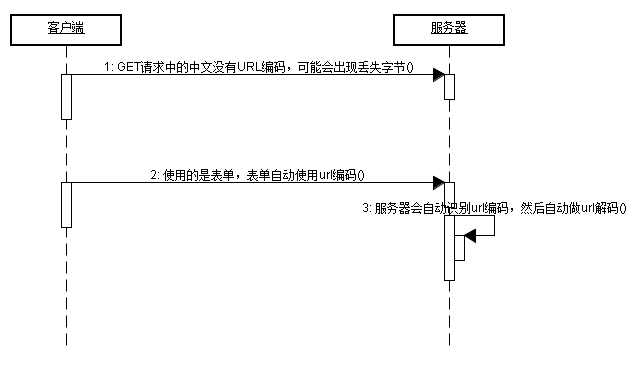 客户端
服务器
1: GET请求中的中文没有URL编码，可能会出现丢失字节()
2: 使用的是表单，表单自动使用url编码()
3: 服务器会自动识别url编码，然后自动做url解码()